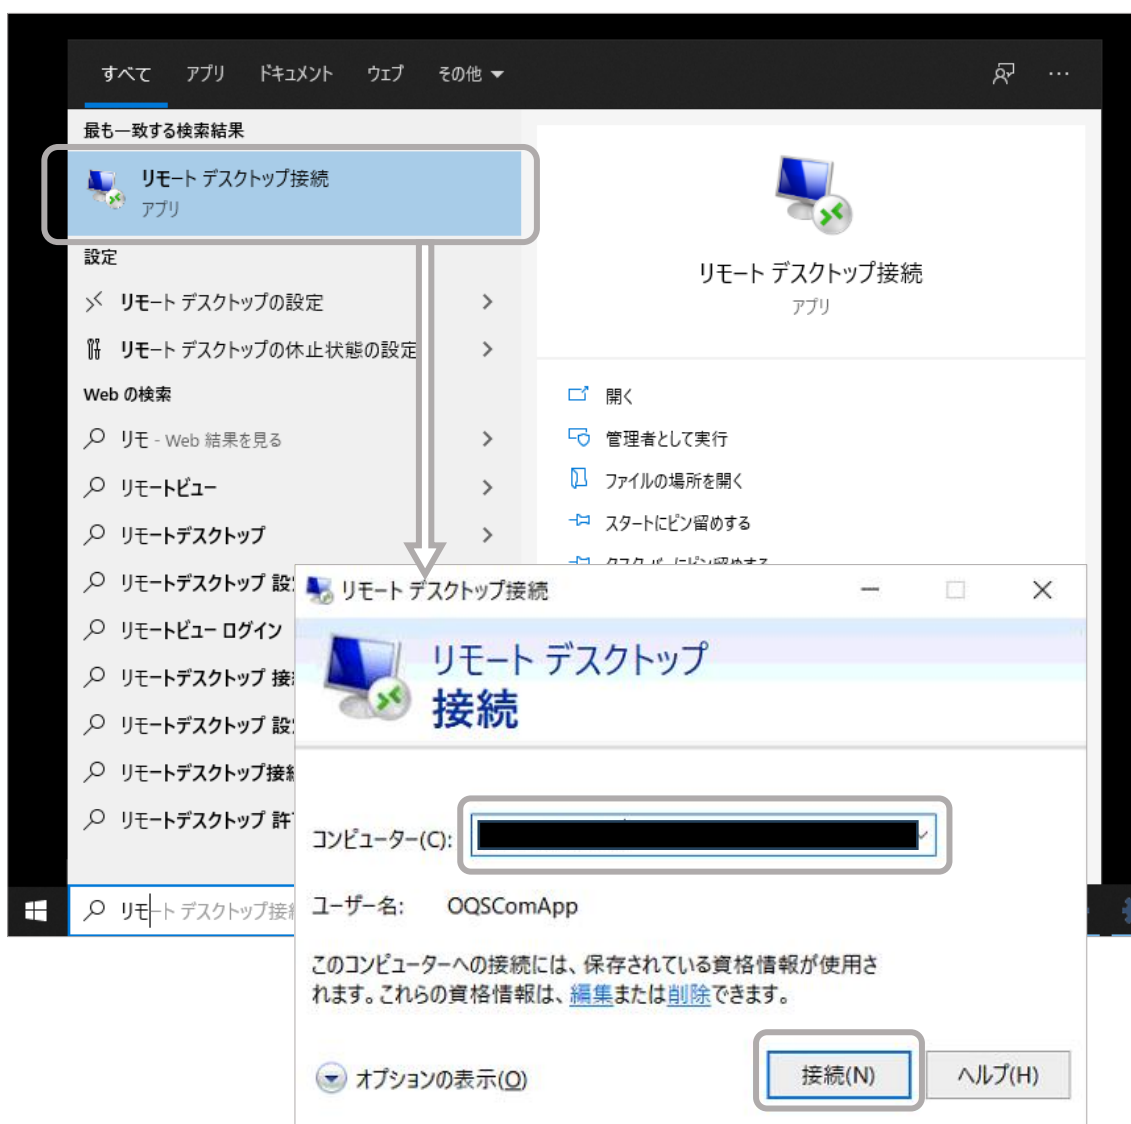 すべて アプリ ドキュメント ウェブ その他
最も一致する検索結果
リモート デスクトップ接続
アプリ
設定
リモート デスクトップの設定
リモート デスクトップの休止状態の設定
Web の検索
リモ - Web 結果を見る
リモートビュー
リモートデスクトップ
リモートデスクトップ 設
リモートビュー ログイン
リモートデスクトップ 接
リモートデスクトップ 設
リモートデスクトップ接続
リモートデスクトップ 許
リモート デスクトップ接続
リモート デスクトップ接続
アプリ
開く
管理者として実行
ファイルの場所を開く
スタートにピン留めする
リモート デスクトップ接続
リモート デスクトップ
接続
コンピューター(C):
ユーザー名: OQSComApp
このコンピューターへの接続には、保存されている資格情報が使用さ
れます。これらの資格情報は、編集または削除できます。
オプションの表示(O)
接続(N)
ヘルプ(H)